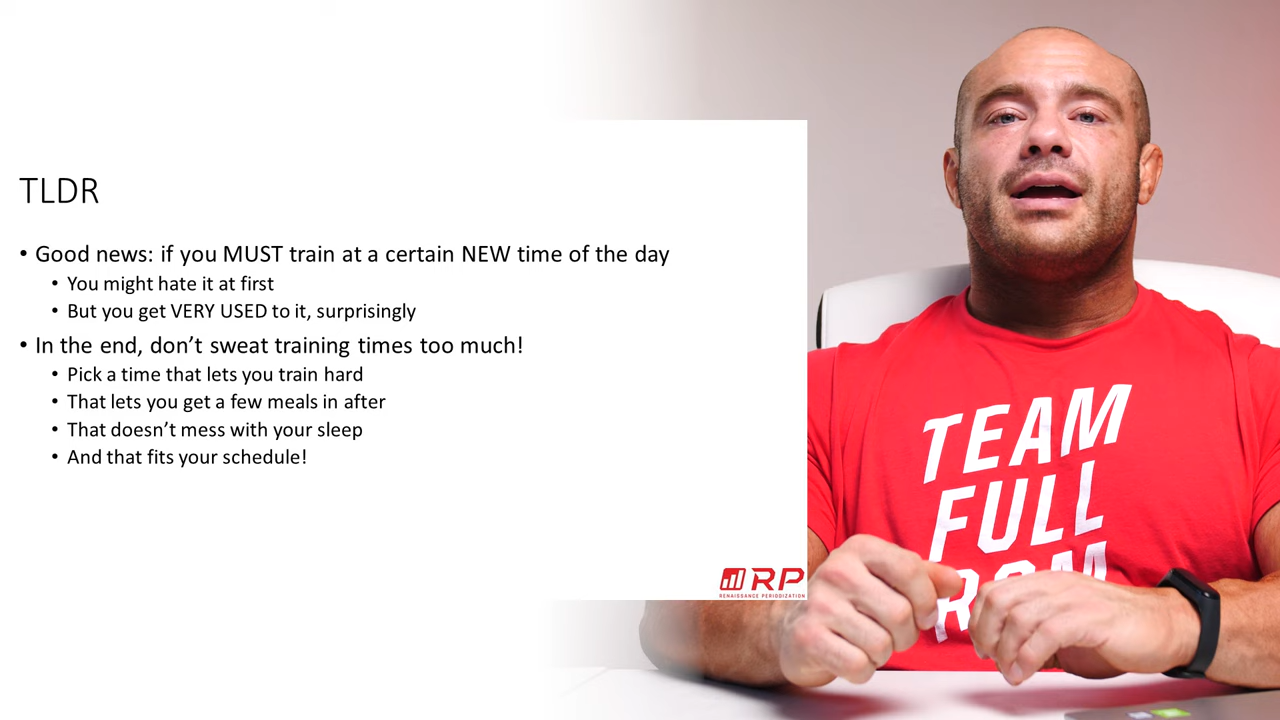 TLDR
• Good news: if you MUST train at a certain NEW time of the day
• You might hate it at first
• But you get VERY USED to it, surprisingly
• In the end, don’t sweat training times too much!
• Pick a time that lets you train hard
• That lets you get a few meals in after
• That doesn’t mess with your sleep
• And that fits your schedule!
RP
RENAISSANCE PERIODIZATION
TEAM
FULL
ROM